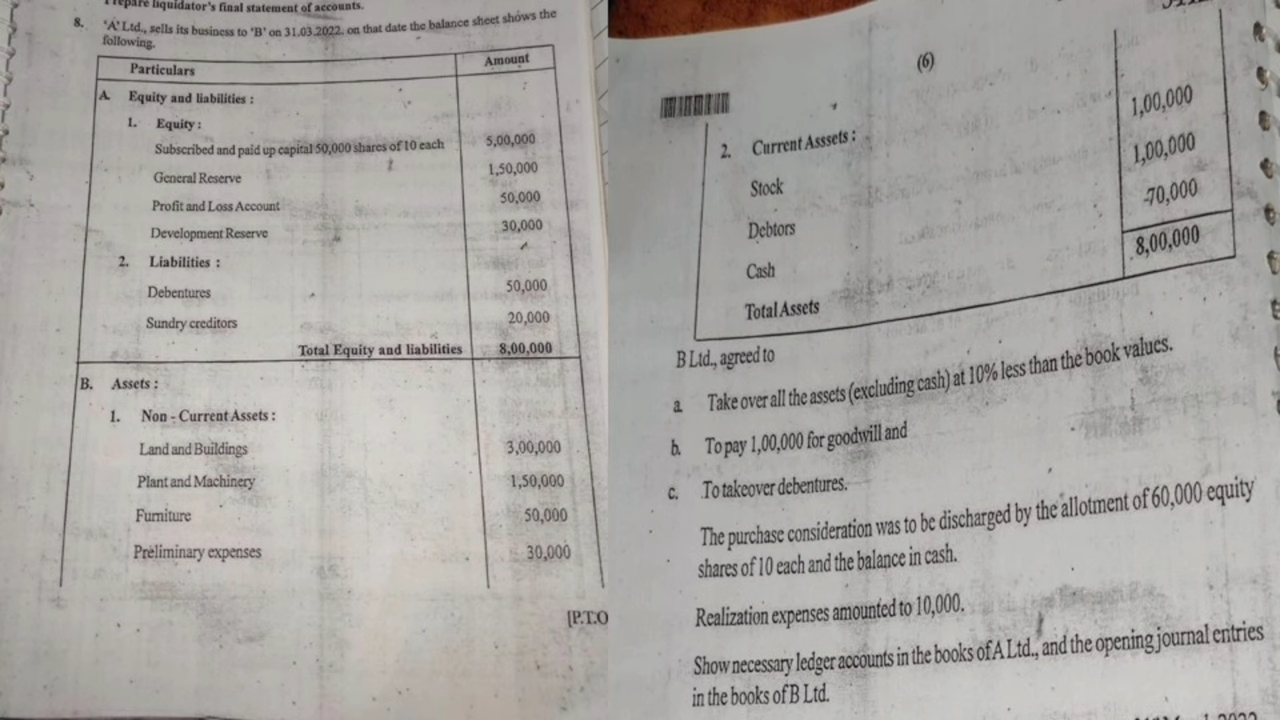 Prepare liquidator's final statement of accounts.
8. 'A' Ltd., sells its business to 'B' on 31.03.2022. on that date the balance sheet shows the
following.
Particulars Amount
A. Equity and liabilities :
1. Equity :
Subscribed and paid up capital 50,000 shares of 10 each 5,00,000
General Reserve 1,50,000
Profit and Loss Account 50,000
Development Reserve 30,000
2. Liabilities :
Debentures 50,000
Sundry creditors 20,000
Total Equity and liabilities 8,00,000
B. Assets :
1. Non - Current Assets :
Land and Buildings 3,00,000
Plant and Machinery 1,50,000
Furniture 50,000
Preliminary expenses 30,000
[P.T.O
(6)
2. Current Asssets :
Stock 1,00,000
Debtors 1,00,000
Cash 70,000
Total Assets 8,00,000
B Ltd., agreed to
a. Take over all the assets (excluding cash) at 10% less than the book values.
b. To pay 1,00,000 for goodwill and
c. To takeover debentures.
The purchase consideration was to be discharged by the allotment of 60,000 equity
shares of 10 each and the balance in cash.
Realization expenses amounted to 10,000.
Show necessary ledger accounts in the books of A Ltd., and the opening journal entries
in the books of B Ltd.